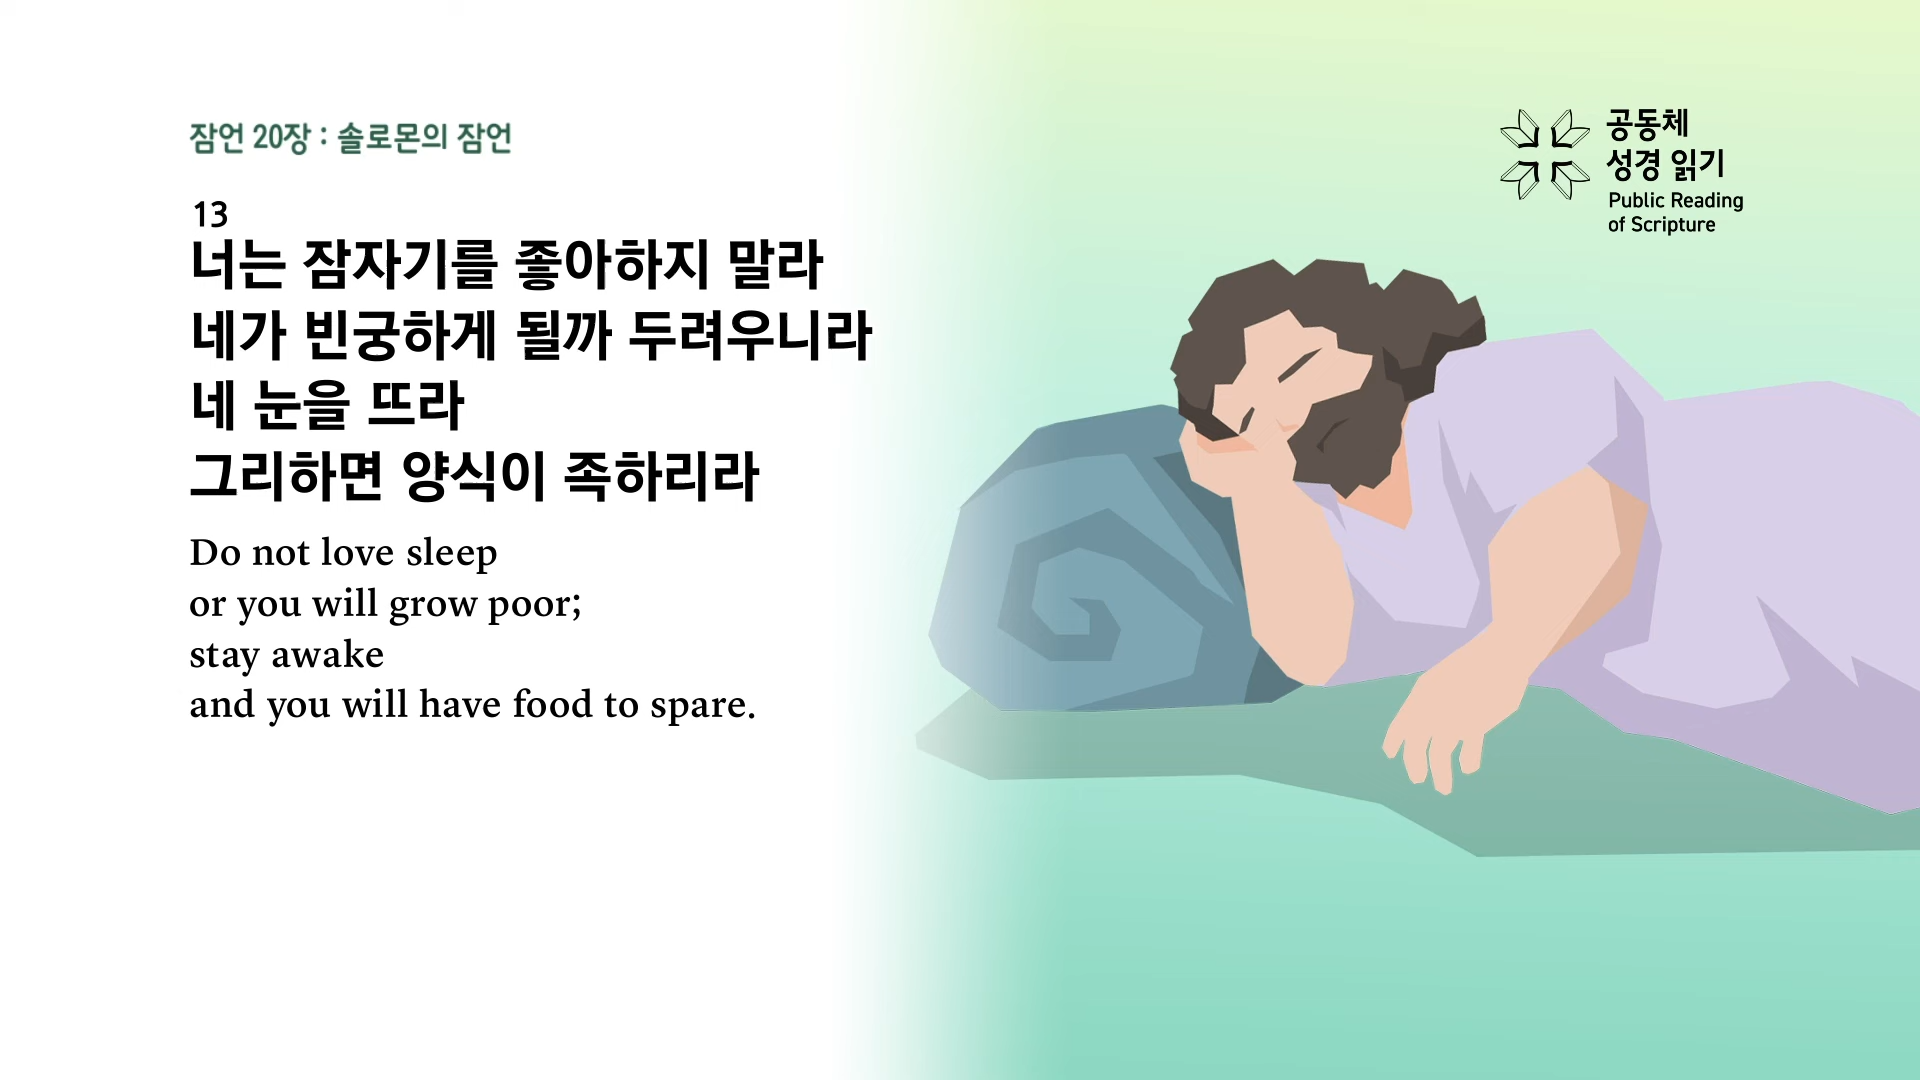 잠언 20장 : 솔로몬의 잠언
13
너는 잠자기를 좋아하지 말라
네가 빈궁하게 될까 두려우니라
네 눈을 뜨라
그리하면 양식이 족하리라
Do not love sleep
or you will grow poor;
stay awake
and you will have food to spare.
공동체
성경 읽기
Public Reading
of Scripture